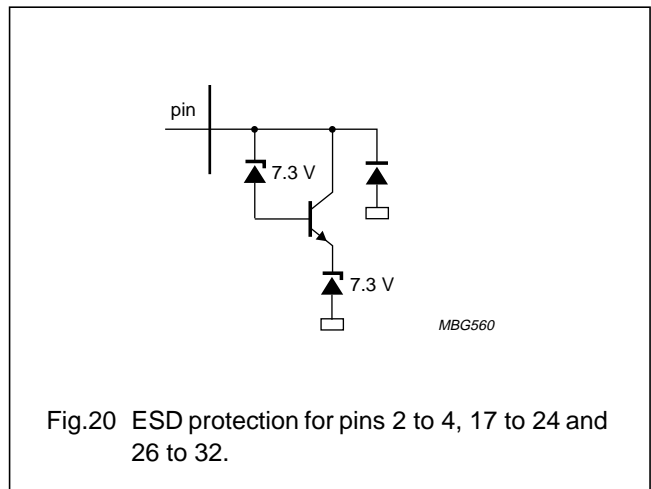 pin
7.3 V
7.3 V
MBG560
Fig.20 ESD protection for pins 2 to 4, 17 to 24 and
26 to 32.